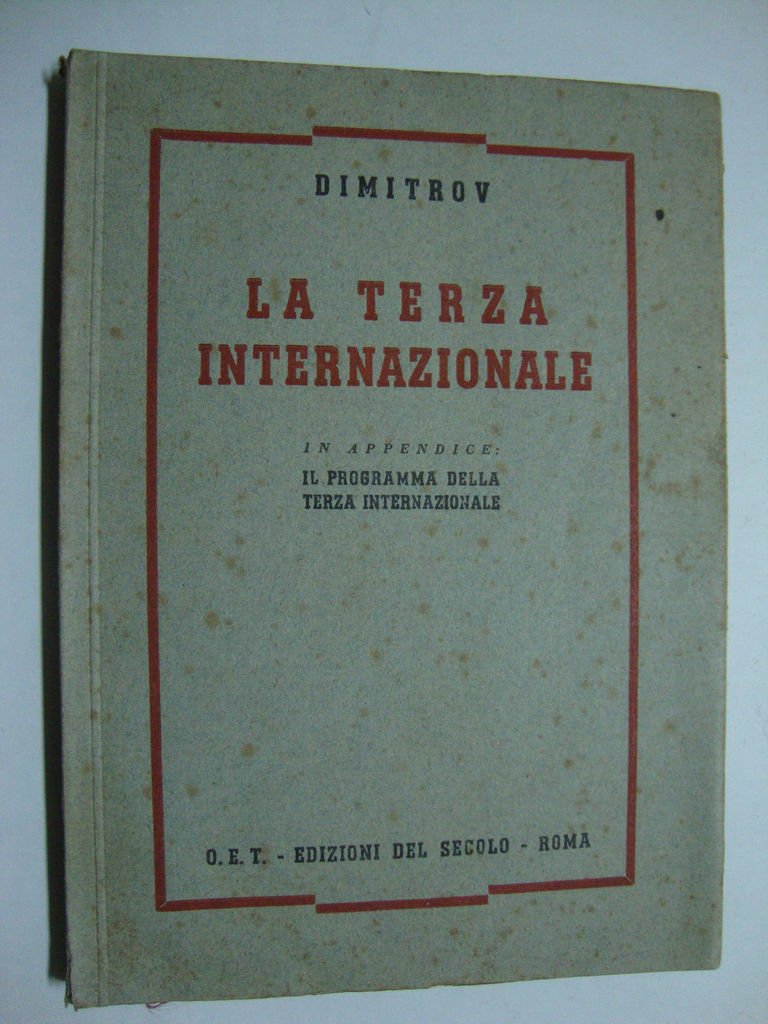 DIMITROV
LA TERZA
INTERNAZIONALE
IN APPENDICE:
IL PROGRAMMA DELLA
TERZA INTERNAZIONALE
O. E. T. - EDIZIONI DEL SECOLO - ROMA